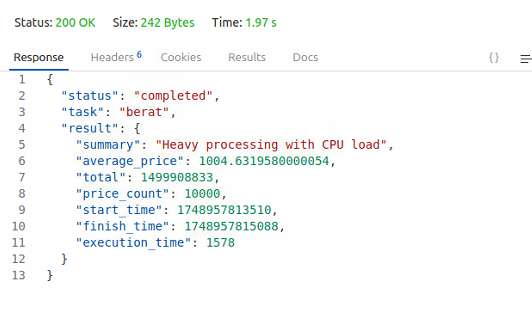 Status: 200 OK Size: 242 Bytes Time: 1.97 s
Response Headers 6 Cookies Results Docs { }
1 {
2 "status": "completed",
3 "task": "berat",
4 "result": {
5 "summary": "Heavy processing with CPU load",
6 "average_price": 1004.6319580000054,
7 "total": 1499908833,
8 "price_count": 10000,
9 "start_time": 1748957813510,
10 "finish_time": 1748957815088,
11 "execution_time": 1578
12 }
13 }